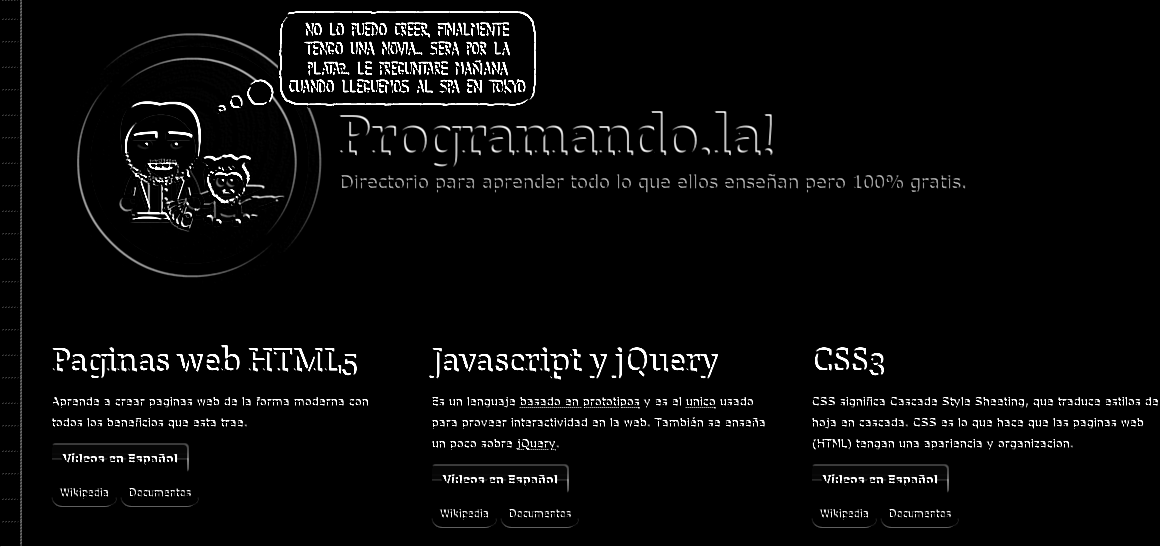 NO LO PUEDO CREER, FINALMENTE
TENGO UNA NOVIA... SERA POR LA
PLATA?. LE PREGUNTARE MAÑANA
CUANDO LLEGUEMOS AL SPA EN TOKYO
Programando.la!
Directorio para aprender todo lo que ellos enseñan pero 100% gratis.
Paginas web HTML5
Aprende a crear paginas web de la forma moderna con
todos los beneficios que esta trae.
Videos en Español
Wikipedia Documentos
Javascript y jQuery
Es un lenguaje basado en prototipos y es el unico usado
para proveer interactividad en la web. También se enseña
un poco sobre jQuery.
Videos en Español
Wikipedia Documentos
CSS3
CSS significa Cascade Style Sheeting, que traduce estilos de
hoja en cascada. CSS es lo que hace que las paginas web
(HTML) tengan una apariencia y organizacion.
Videos en Español
Wikipedia Documentos